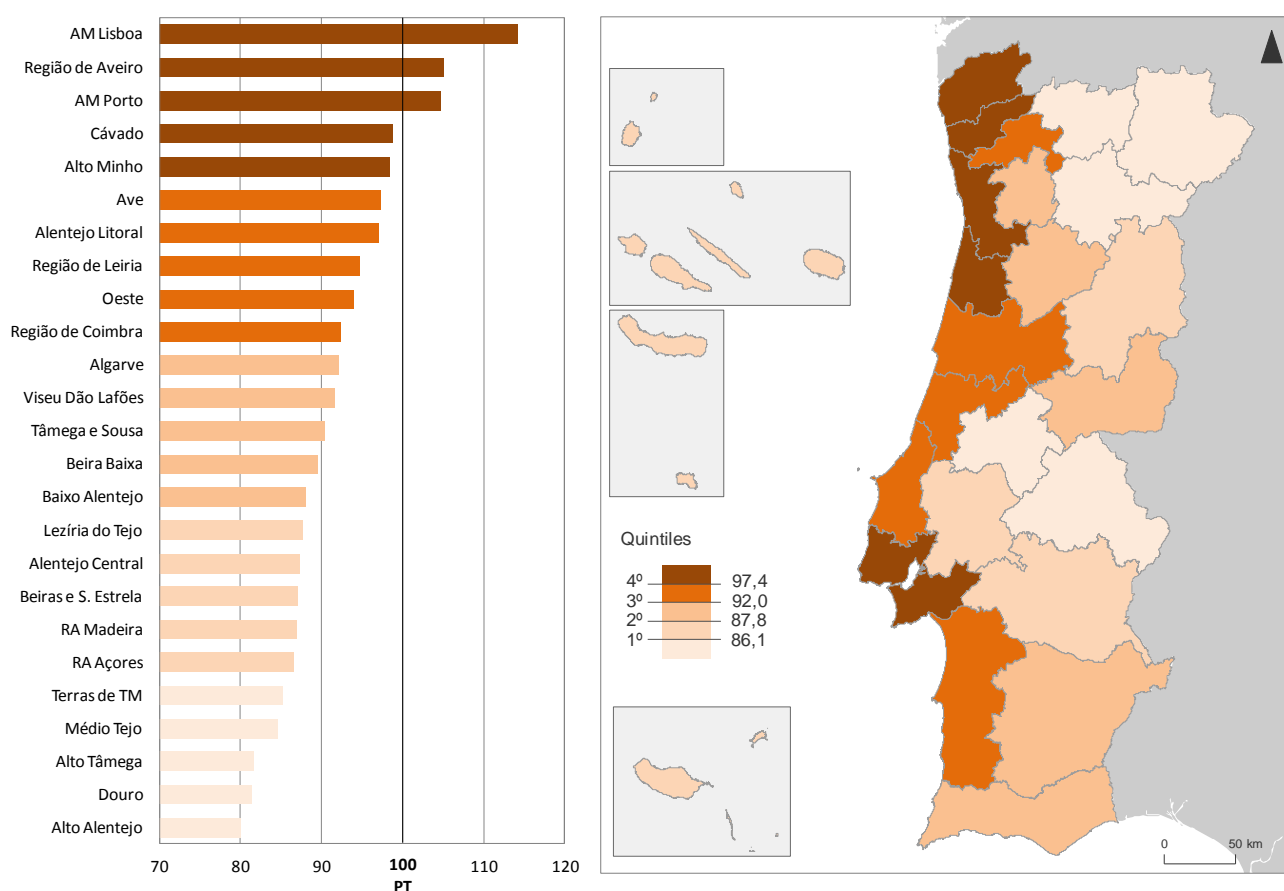 AM Lisboa
Região de Aveiro
AM Porto
Cávado
Alto Minho
Ave
Alentejo Litoral
Região de Leiria
Oeste
Região de Coimbra
Algarve
Viseu Dão Lafões
Tâmega e Sousa
Beira Baixa
Baixo Alentejo
Lezíria do Tejo
Alentejo Central
Beiras e S. Estrela
RA Madeira
RA Açores
Terras de TM
Médio Tejo
Alto Tâmega
Douro
Alto Alentejo
70 80 90 100 110 120
PT
Quintiles
4º 97,4
3º 92,0
2º 87,8
1º 86,1
0 50 km